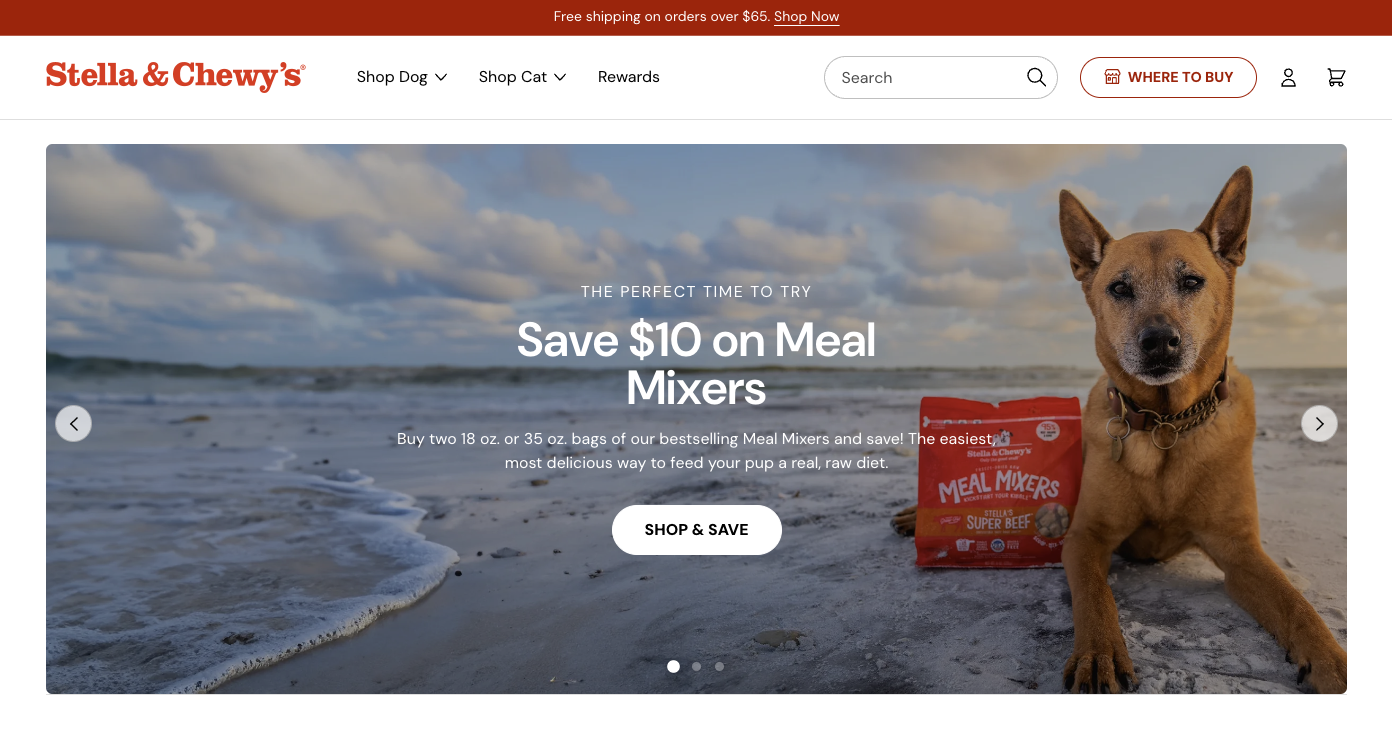 Free shipping on orders over $65. Shop Now
Stella & Chewy's®
Shop Dog
Shop Cat
Rewards
Search
WHERE TO BUY
THE PERFECT TIME TO TRY
Save $10 on Meal
Mixers
Buy two 18 oz. or 35 oz. bags of our bestselling Meal Mixers and save! The easiest,
most delicious way to feed your pup a real, raw diet.
Stella & Chewy's
MEAL MIXERS
KICKSTART YOUR KIBBLE
STELLA'S
SUPER BEEF
SHOP & SAVE